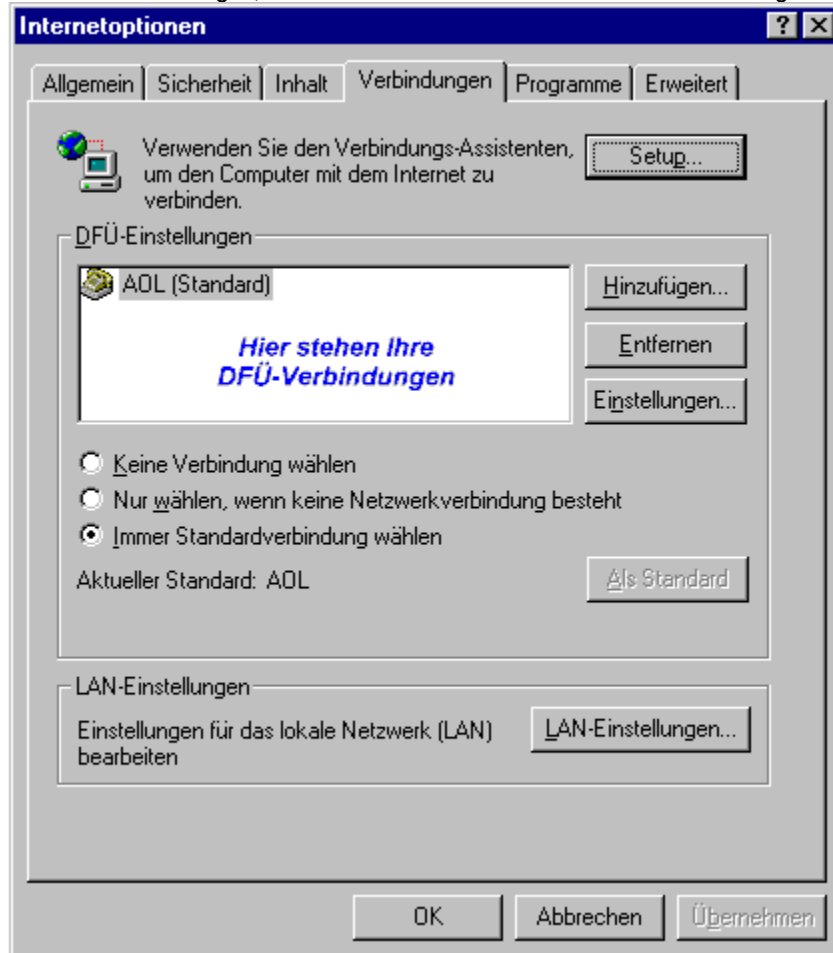 Internetoptionen
Allgemein Sicherheit Inhalt Verbindungen Programme Erweitert
Verwenden Sie den Verbindungs-Assistenten,
um den Computer mit dem Internet zu
verbinden.
Setup...
DFÜ-Einstellungen
AOL (Standard)
Hier stehen Ihre
DFÜ-Verbindungen
Hinzufügen...
Entfernen
Einstellungen...
Keine Verbindung wählen
Nur wählen, wenn keine Netzwerkverbindung besteht
Immer Standardverbindung wählen
Aktueller Standard: AOL
Als Standard
LAN-Einstellungen
Einstellungen für das lokale Netzwerk (LAN)
bearbeiten
LAN-Einstellungen...
OK Abbrechen Übernehmen